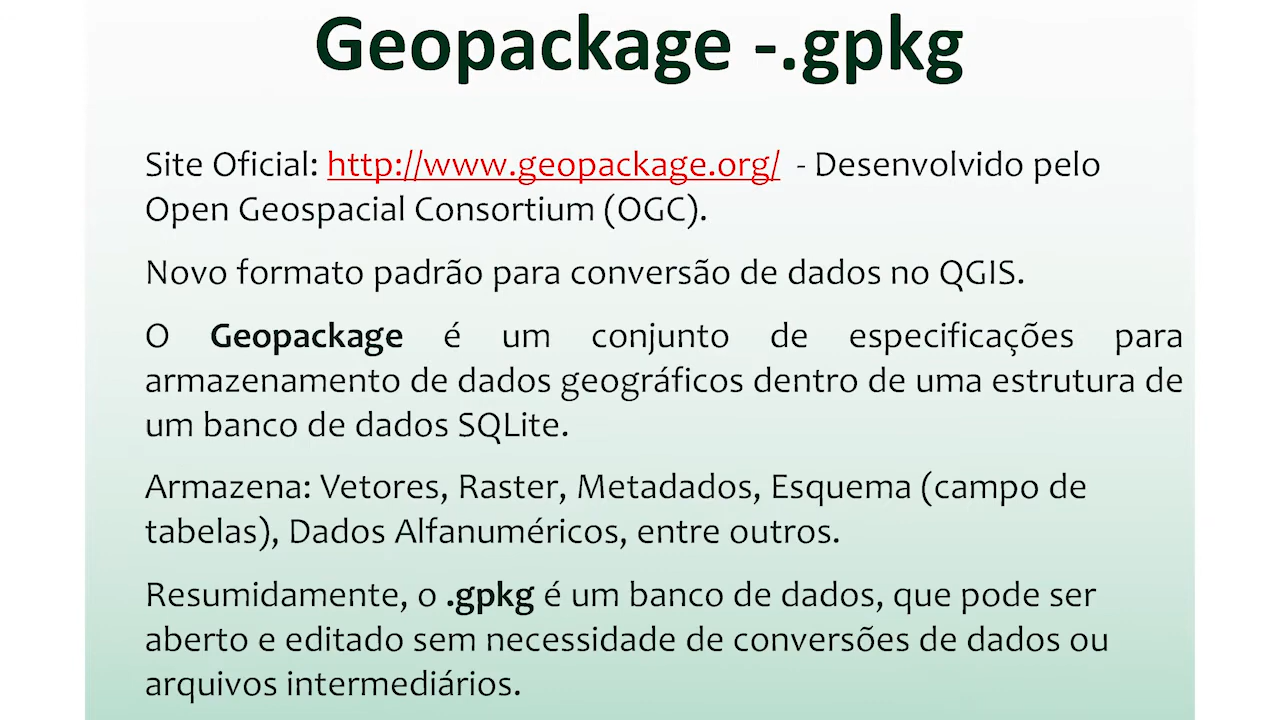 Geopackage -.gpkg
Site Oficial: http://www.geopackage.org/ - Desenvolvido pelo
Open Geospacial Consortium (OGC).
Novo formato padrão para conversão de dados no QGIS.
O Geopackage é um conjunto de especificações para
armazenamento de dados geográficos dentro de uma estrutura de
um banco de dados SQLite.
Armazena: Vetores, Raster, Metadados, Esquema (campo de
tabelas), Dados Alfanuméricos, entre outros.
Resumidamente, o .gpkg é um banco de dados, que pode ser
aberto e editado sem necessidade de conversões de dados ou
arquivos intermediários.